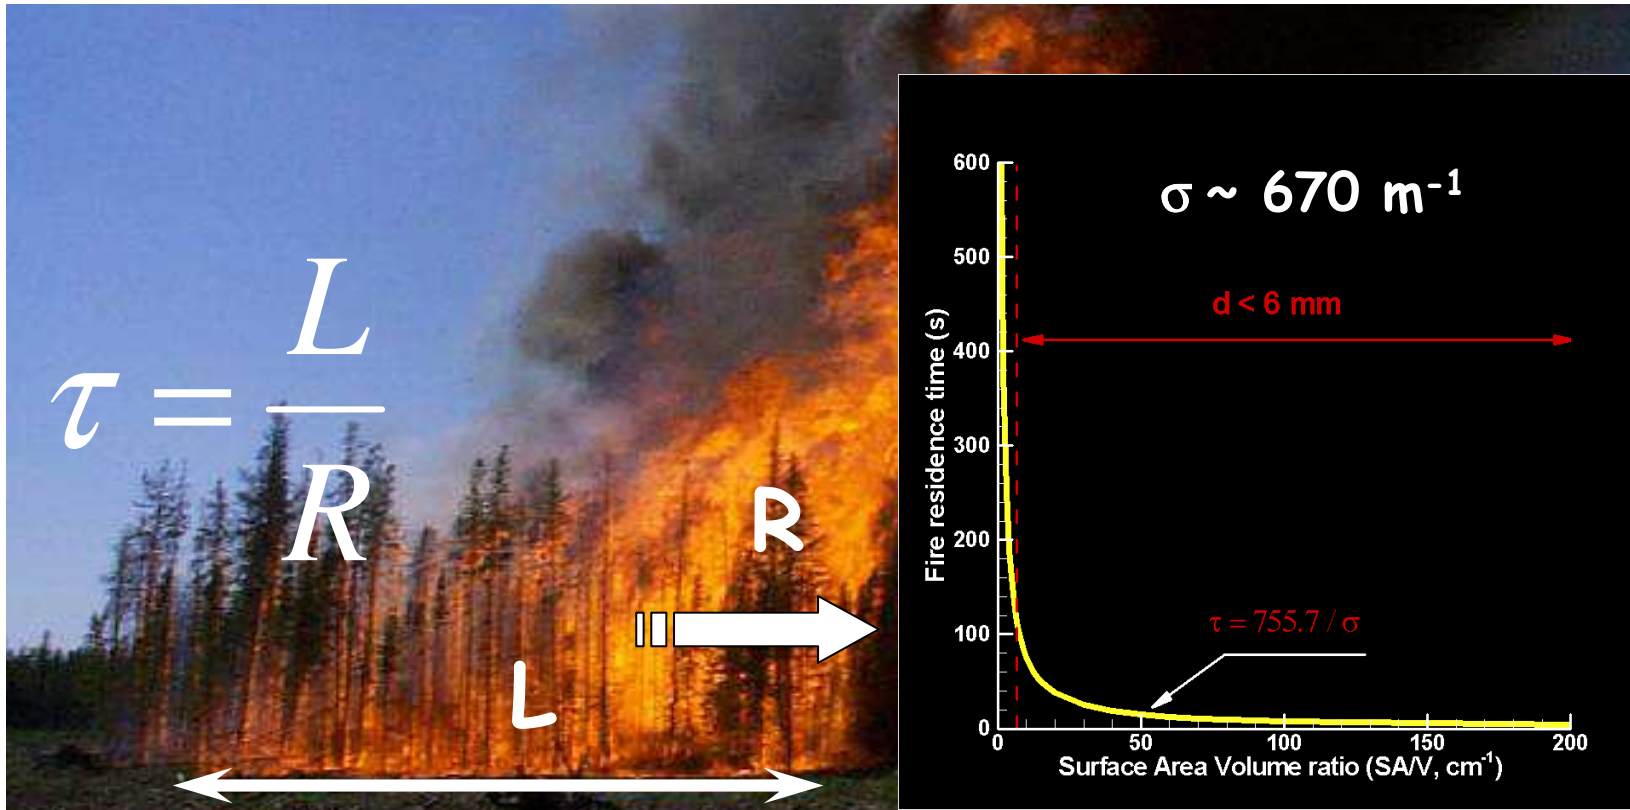 τ = L / R
R
L
σ ~ 670 m⁻¹
d < 6 mm
τ = 755.7 / σ
Fire residence time (s)
600
500
400
300
200
100
0
0 50 100 150 200
Surface Area Volume ratio (SA/V, cm⁻¹)